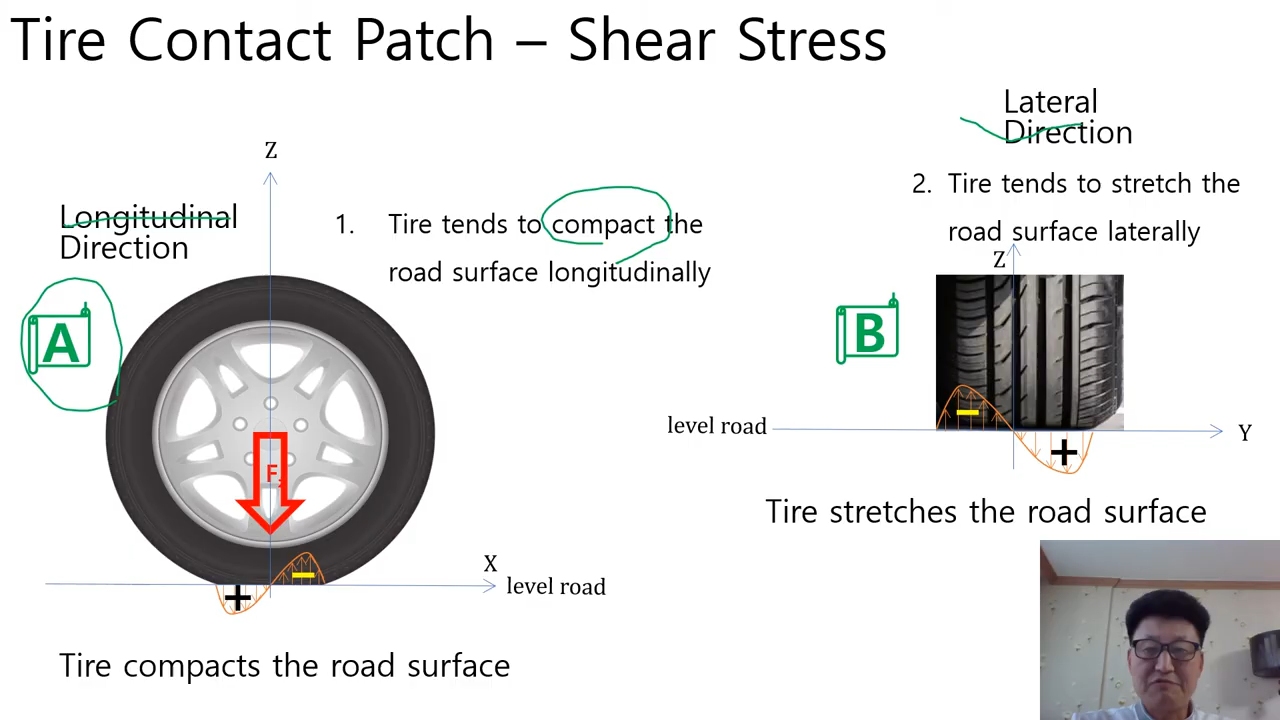 Tire Contact Patch – Shear Stress
Lateral
Direction
2. Tire tends to stretch the
road surface laterally
Z
Longitudinal
Direction
1. Tire tends to compact the
road surface longitudinally
Z
A
B
level road
Y
F
Tire stretches the road surface
X
level road
+
+
Tire compacts the road surface